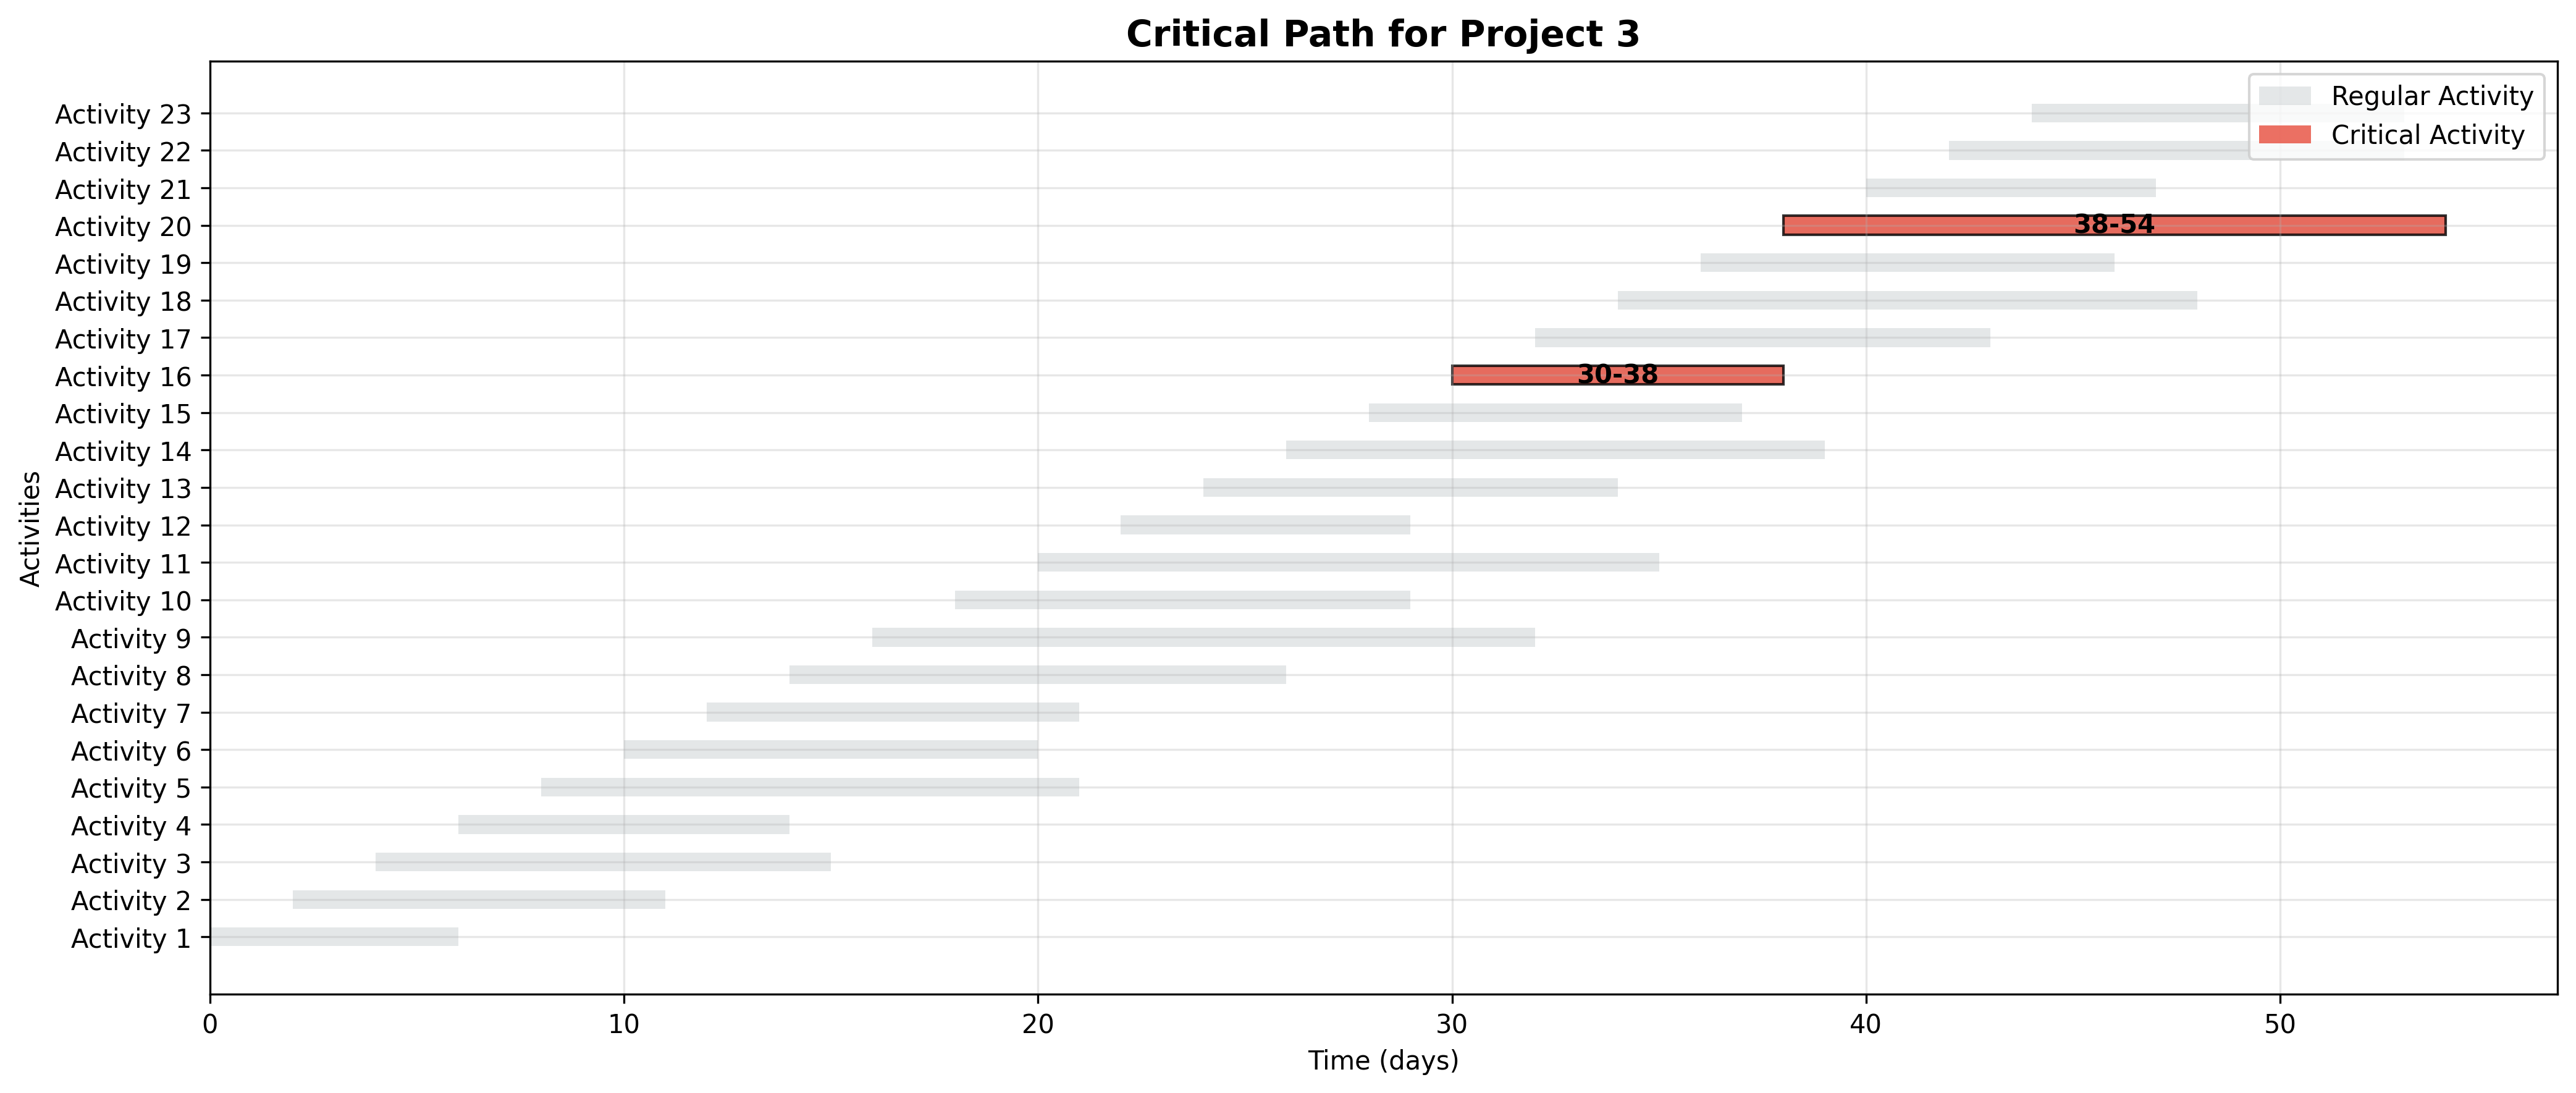 Critical Path for Project 3
Regular Activity
Critical Activity
Activity 23
Activity 22
Activity 21
Activity 20
38-54
Activity 19
Activity 18
Activity 17
Activity 16
30-38
Activity 15
Activity 14
Activity 13
Activity 12
Activity 11
Activity 10
Activity 9
Activity 8
Activity 7
Activity 6
Activity 5
Activity 4
Activity 3
Activity 2
Activity 1
Activities
0 10 20 30 40 50
Time (days)